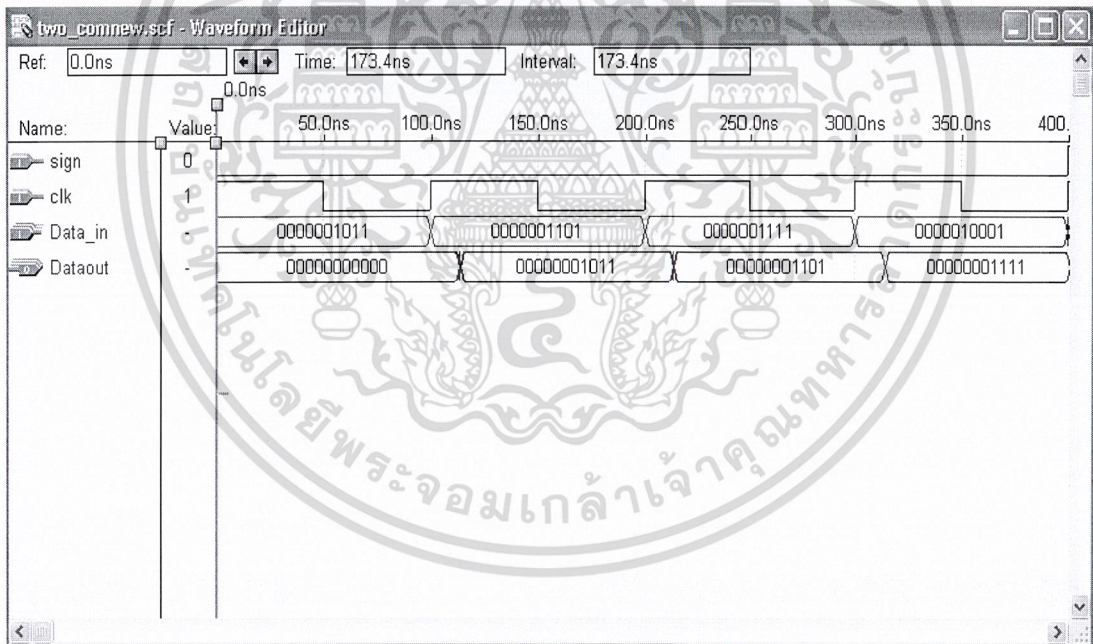 two_comnew.scf - Waveform Editor
Ref: 0.0ns Time: 173.4ns Interval: 173.4ns
0.0ns
Name: Value: 50.0ns 100.0ns 150.0ns 200.0ns 250.0ns 300.0ns 350.0ns 400.
sign 0
clk 1
Data_in - 0000001011 0000001101 0000001111 0000010001
Dataout - 00000000000 00000001011 00000001101 00000001111